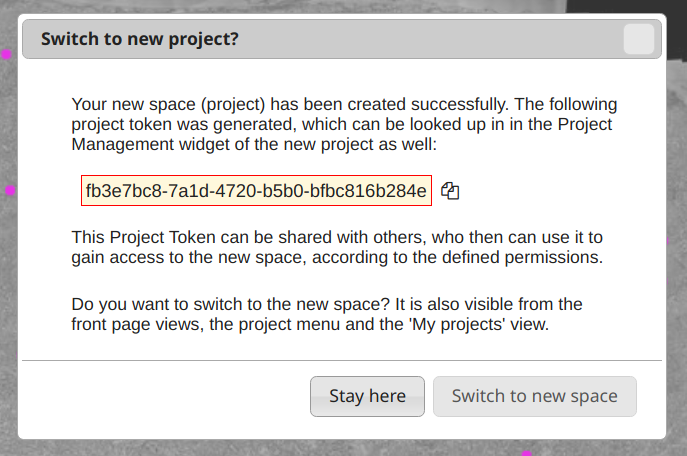 Switch to new project?
Your new space (project) has been created successfully. The following
project token was generated, which can be looked up in in the Project
Management widget of the new project as well:
fb3e7bc8-7a1d-4720-b5b0-bfbc816b284e
This Project Token can be shared with others, who then can use it to
gain access to the new space, according to the defined permissions.
Do you want to switch to the new space? It is also visible from the
front page views, the project menu and the 'My projects' view.
Stay here
Switch to new space